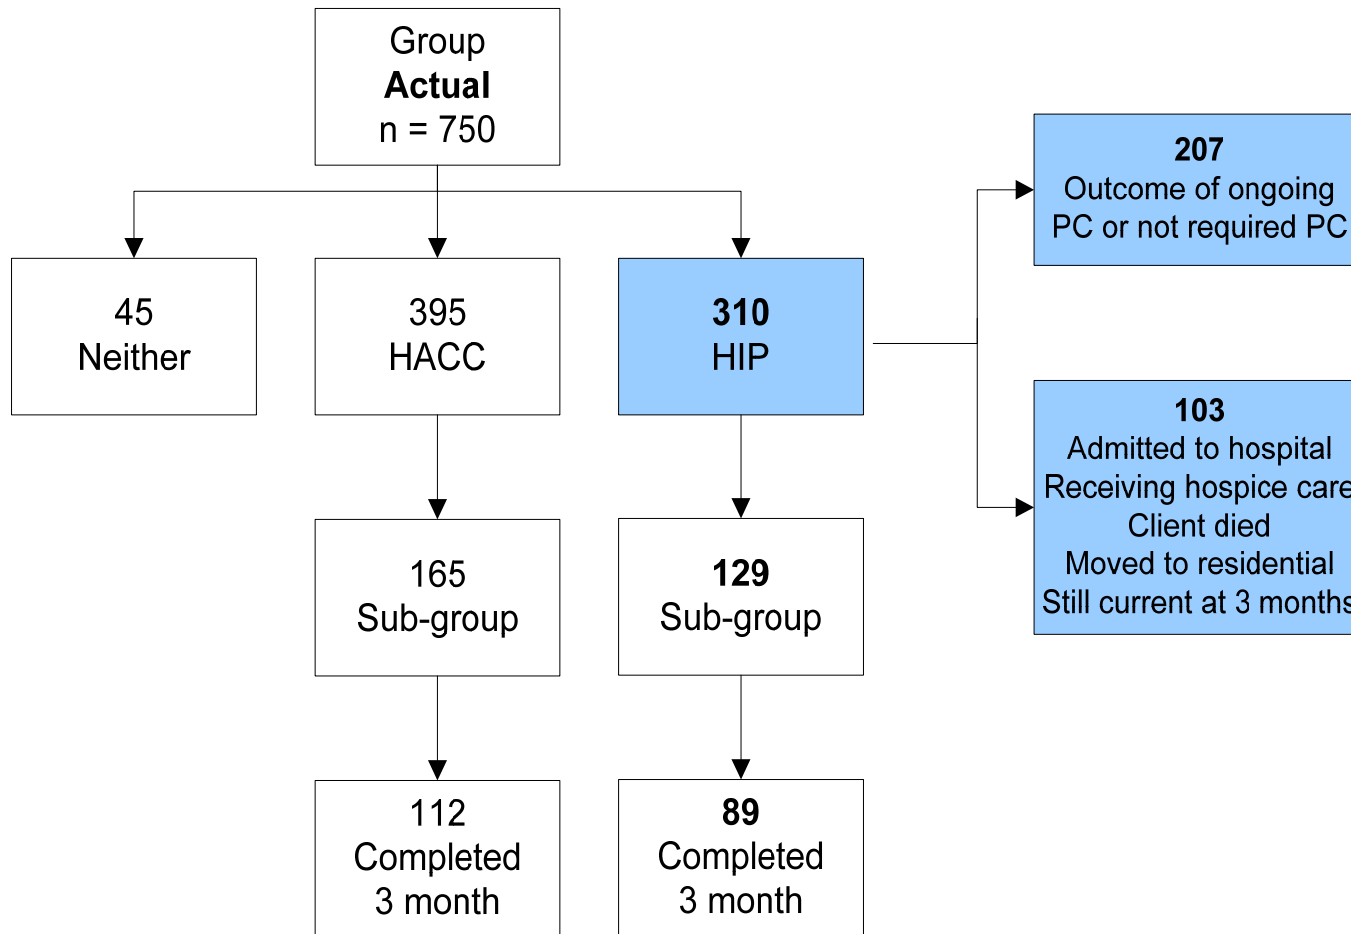 Group
Actual
n = 750
45
Neither
395
HACC
310
HIP
207
Outcome of ongoing
PC or not required PC
103
Admitted to hospital
Receiving hospice care
Client died
Moved to residential
Still current at 3 months
165
Sub-group
129
Sub-group
112
Completed
3 month
89
Completed
3 month